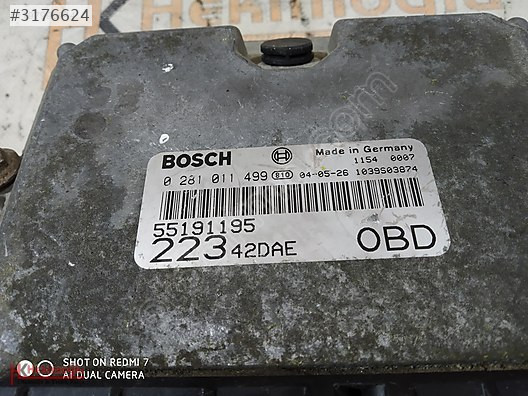 #3176624
BOSCH
Made in Germany
1154 0007
0 281 011 499 B10 04-05-26 1039S03874
55191195
223 42DAE OBD
SHOT ON REDMI 7
AI DUAL CAMERA